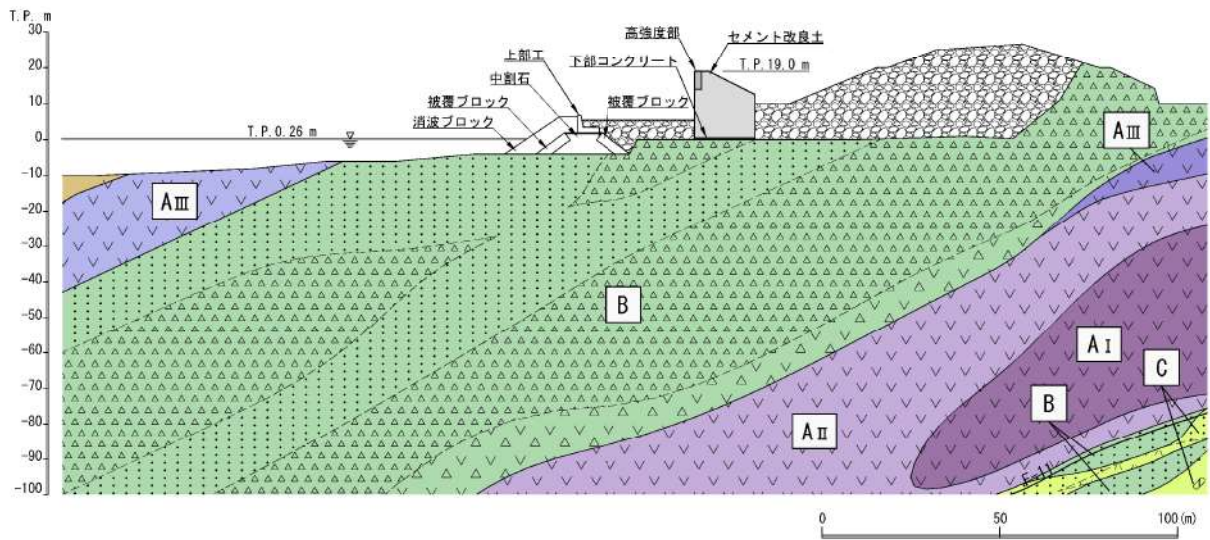 T.P. m
30
20
10
0
-10
-20
-30
-40
-50
-60
-70
-80
-90
-100
高強度部
セメント改良土
上部工
下部コンクリート
T.P.19.0 m
中割石
被覆ブロック
被覆ブロック
消波ブロック
T.P.0.26 m
AⅢ
AⅢ
B
AⅠ
C
B
AⅡ
F-11
0
50
100(m)